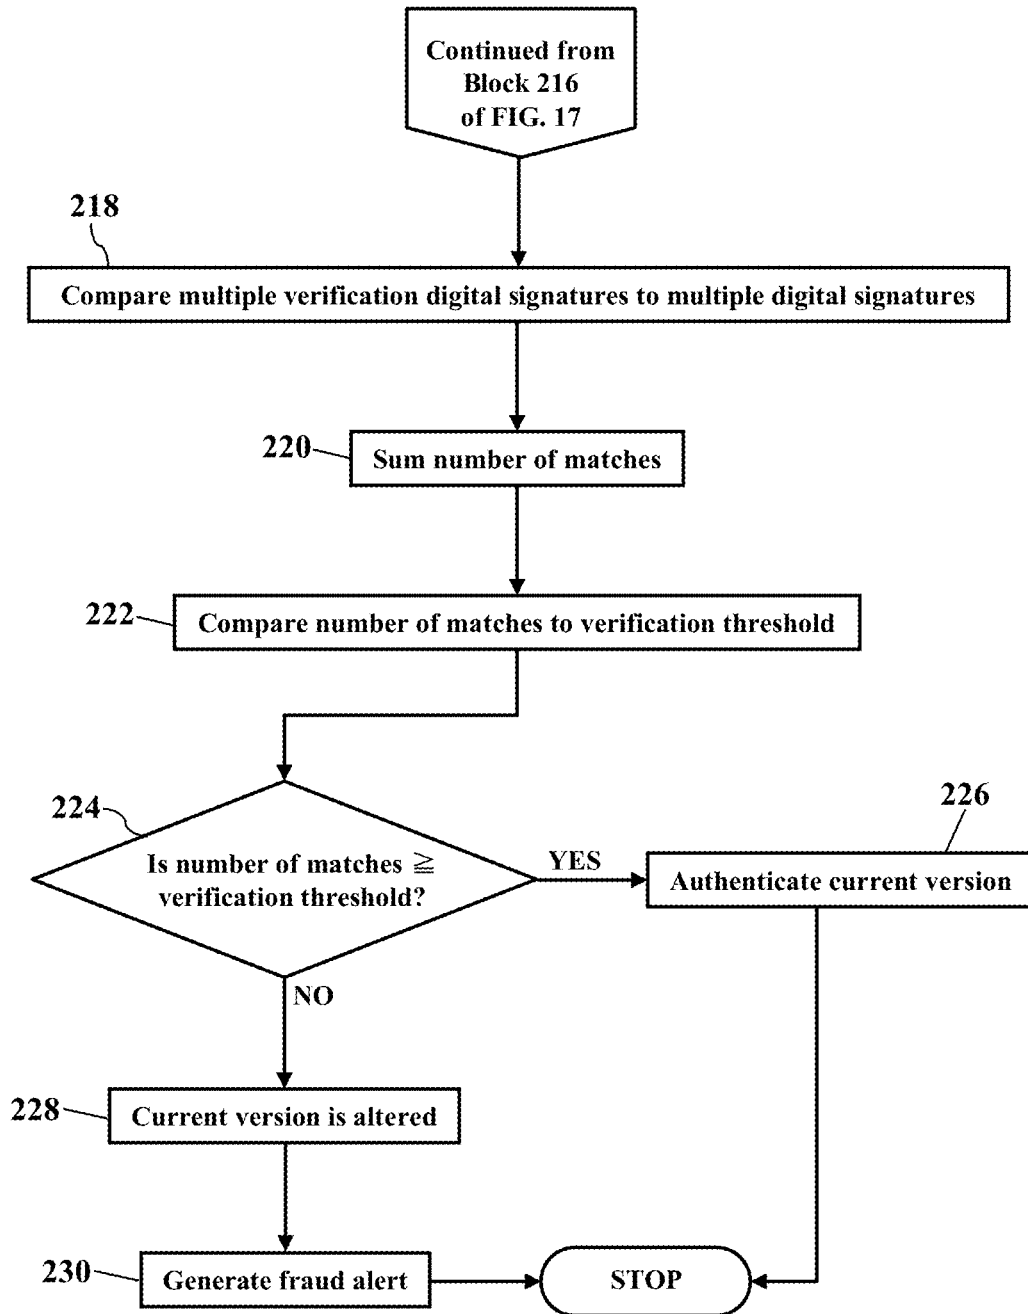 Continued from
Block 216
of FIG. 17
218
Compare multiple verification digital signatures to multiple digital signatures
220
Sum number of matches
222
Compare number of matches to verification threshold
224
Is number of matches ≧
verification threshold?
YES
226
Authenticate current version
NO
228
Current version is altered
230
Generate fraud alert
STOP